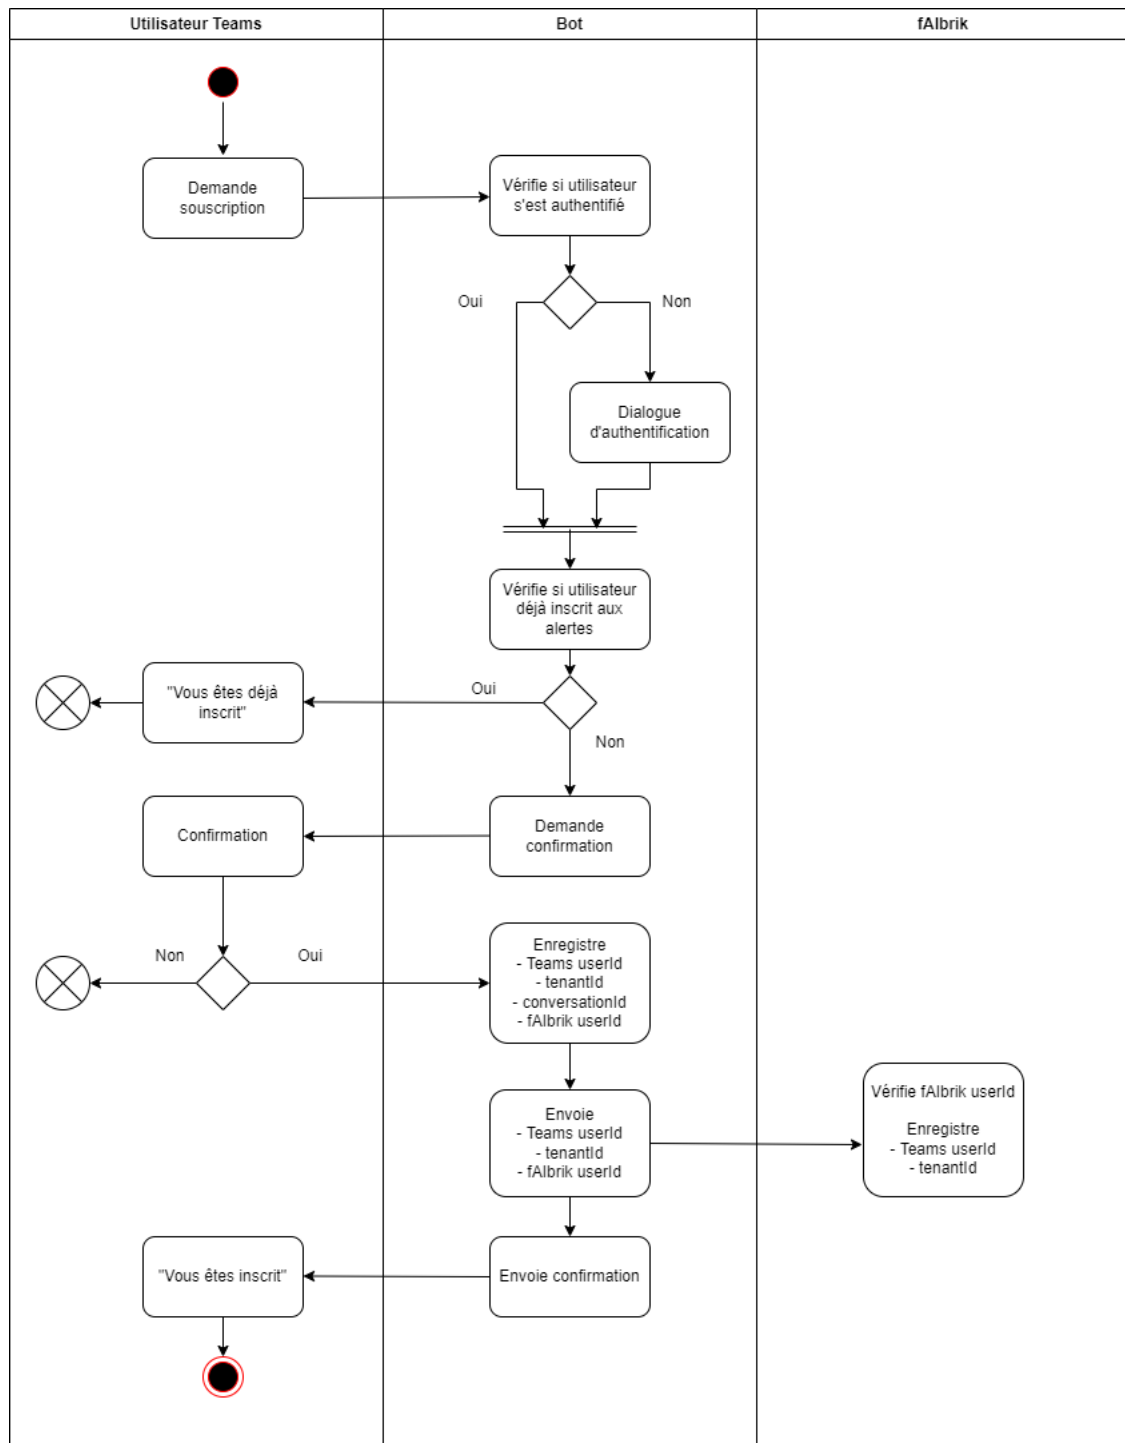 Utilisateur Teams
Bot
fAIbrik
Demande
souscription
Vérifie si utilisateur
s'est authentifié
Oui
Non
Dialogue
d'authentification
Vérifie si utilisateur
déjà inscrit aux
alertes
Oui
"Vous êtes déjà
inscrit"
Non
Confirmation
Demande
confirmation
Non
Oui
Enregistre
- Teams userId
- tenantId
- conversationId
- fAIbrik userId
Envoie
- Teams userId
- tenantId
- fAIbrik userId
Vérifie fAIbrik userId
Enregistre
- Teams userId
- tenantId
"Vous êtes inscrit"
Envoie confirmation